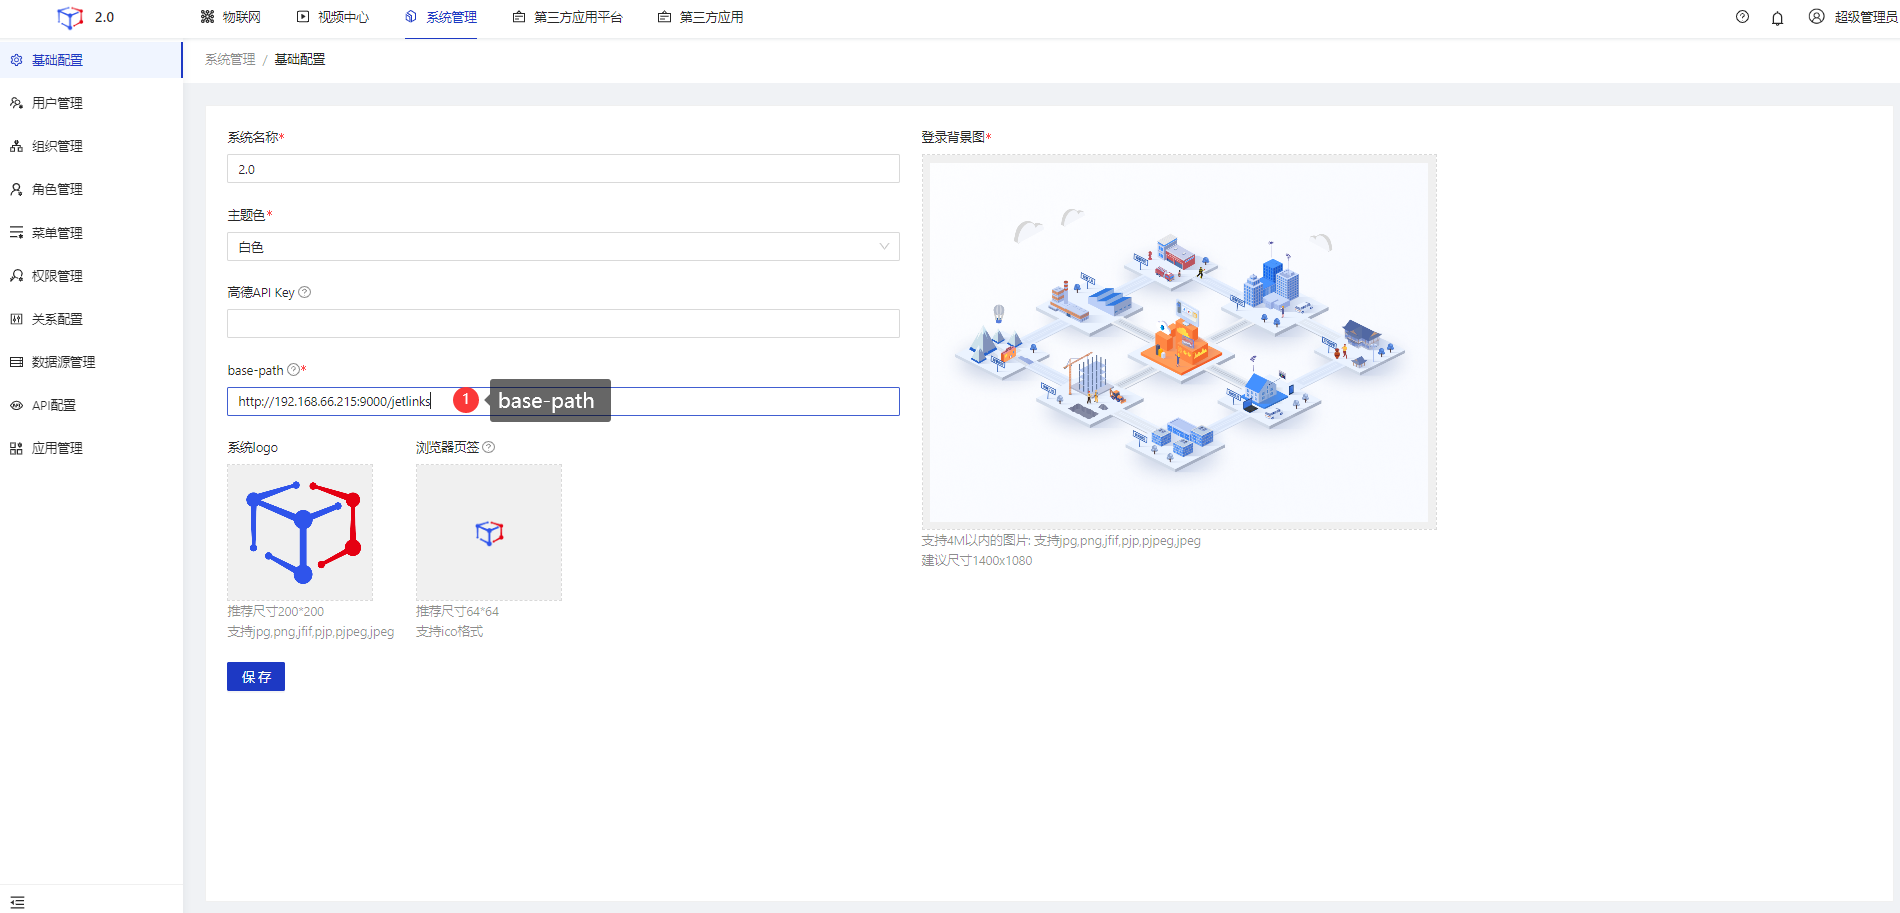 2.0
物联网
视频中心
系统管理
第三方应用平台
第三方应用
超级管理员
基础配置
用户管理
组织管理
角色管理
菜单管理
权限管理
关系配置
数据源管理
API配置
应用管理
系统管理 / 基础配置
系统名称*
2.0
主题色*
白色
高德API Key
base-path *
http://192.168.66.215:9000/jetlinks
1
base-path
系统logo
推荐尺寸200*200
支持jpg,png,jfif,pjp,pjpeg,jpeg
浏览器页签
推荐尺寸64*64
支持ico格式
保存
登录背景图*
支持4M以内的图片: 支持jpg,png,jfif,pjp,pjpeg,jpeg
建议尺寸1400x1080